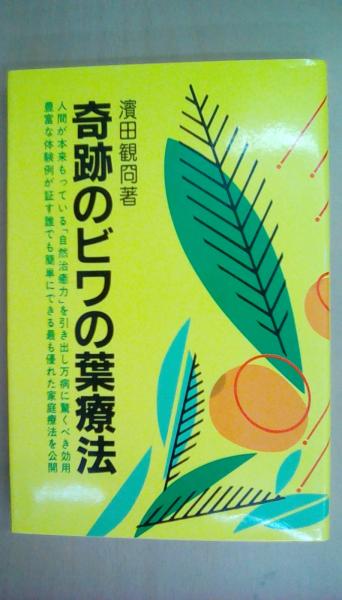 濱田観冏著
奇跡のビワの葉療法
人間が本来もっている「自然治癒力」を引き出し万病に驚くべき効用
豊富な体験例が証す誰でも簡単にできる最も優れた家庭療法を公開